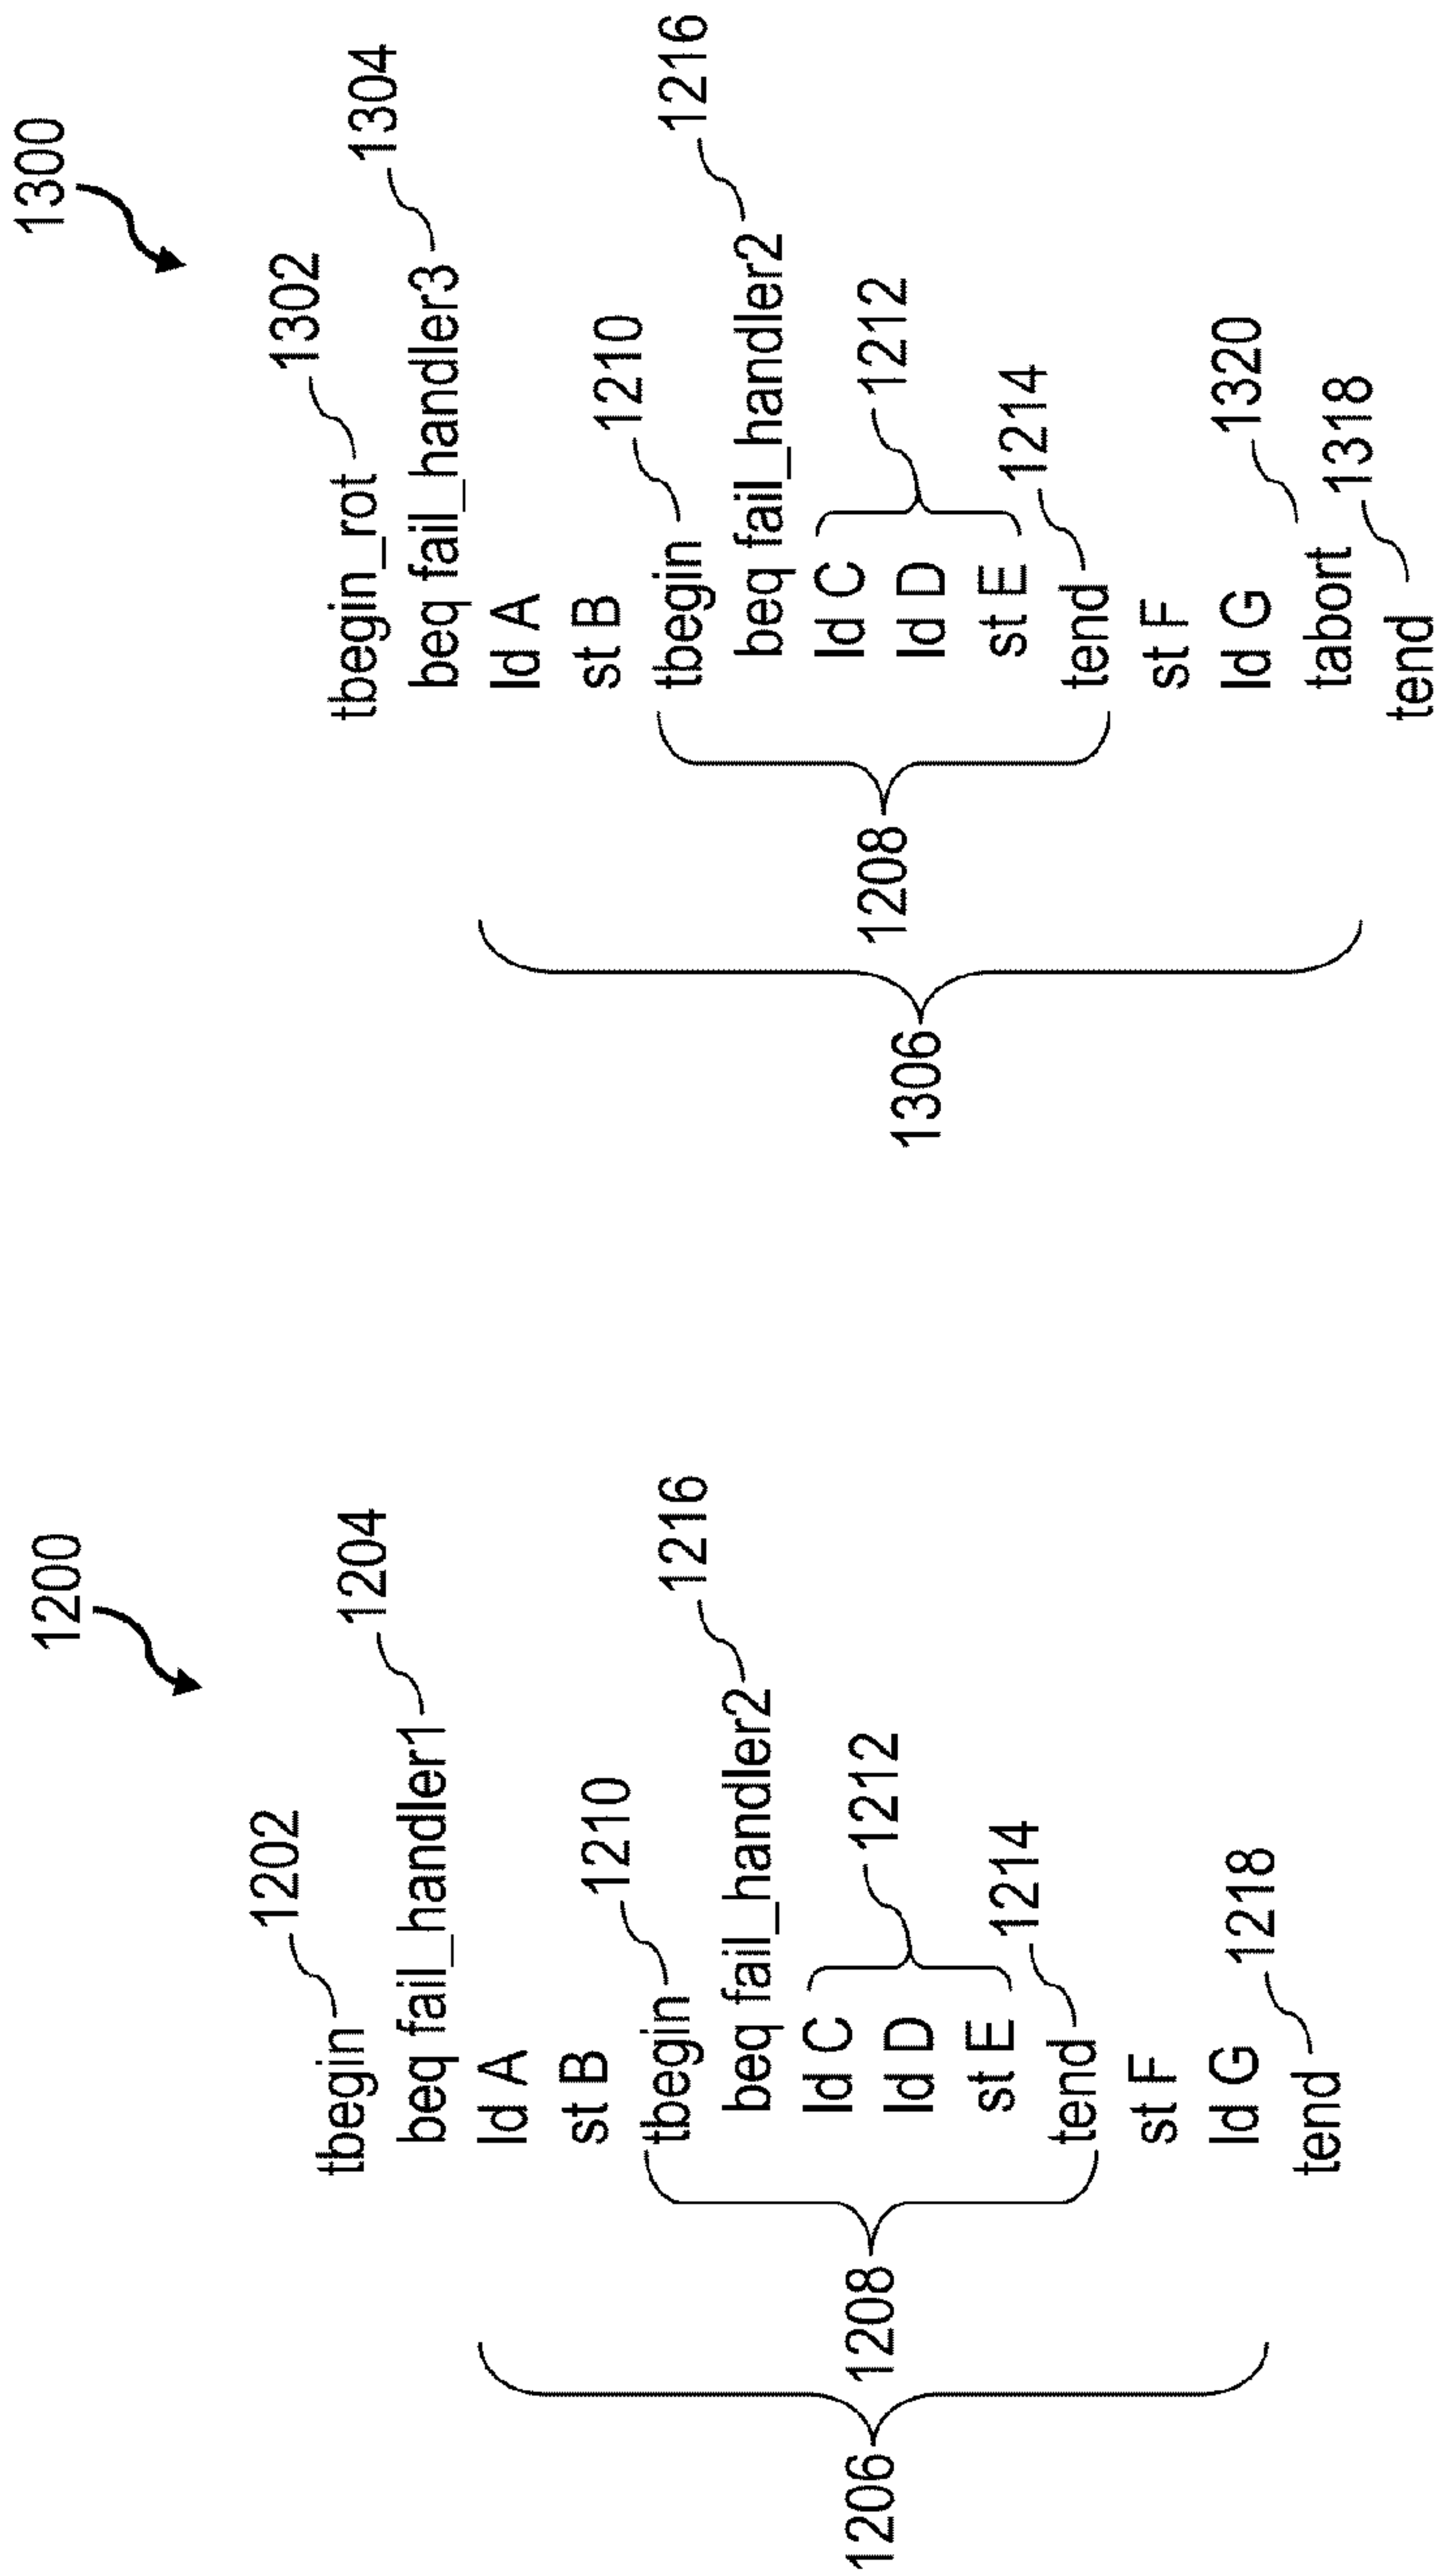 1200
1202
tbegin
1204
beq fail_handler1
ld A
st B
1210
tbegin
1216
beq fail_handler2
ld C
ld D
1212
st E
1214
tend
st F
ld G
1218
tend
1208
1206
1300
1302
tbegin_rot
1304
beq fail_handler3
ld A
st B
1210
tbegin
1216
beq fail_handler2
ld C
ld D
1212
st E
1214
tend
st F
ld G
1320
tabort
1318
tend
1208
1306